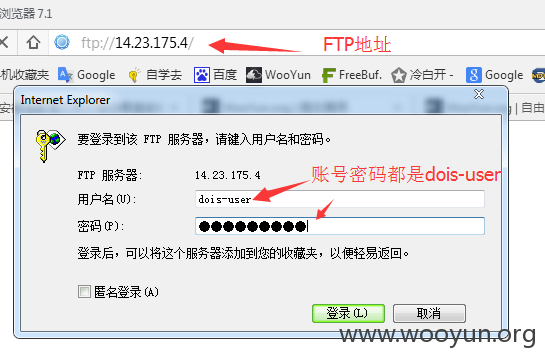 浏览器 7.1
ftp://14.23.175.4/
FTP地址
机收藏夹 Google 自学去 百度 WooYun FreeBuf. 冷白开 - Google
Internet Explorer
自由
要登录到该 FTP 服务器，请键入用户名和密码。
FTP 服务器: 14.23.175.4
账号密码都是dois-user
用户名(U): dois-user
密码(P): ●●●●●●●●●
登录后，可以将这个服务器添加到您的收藏夹，以便轻易返回。
匿名登录(A)
登录(L) 取消
www.wooyun.org